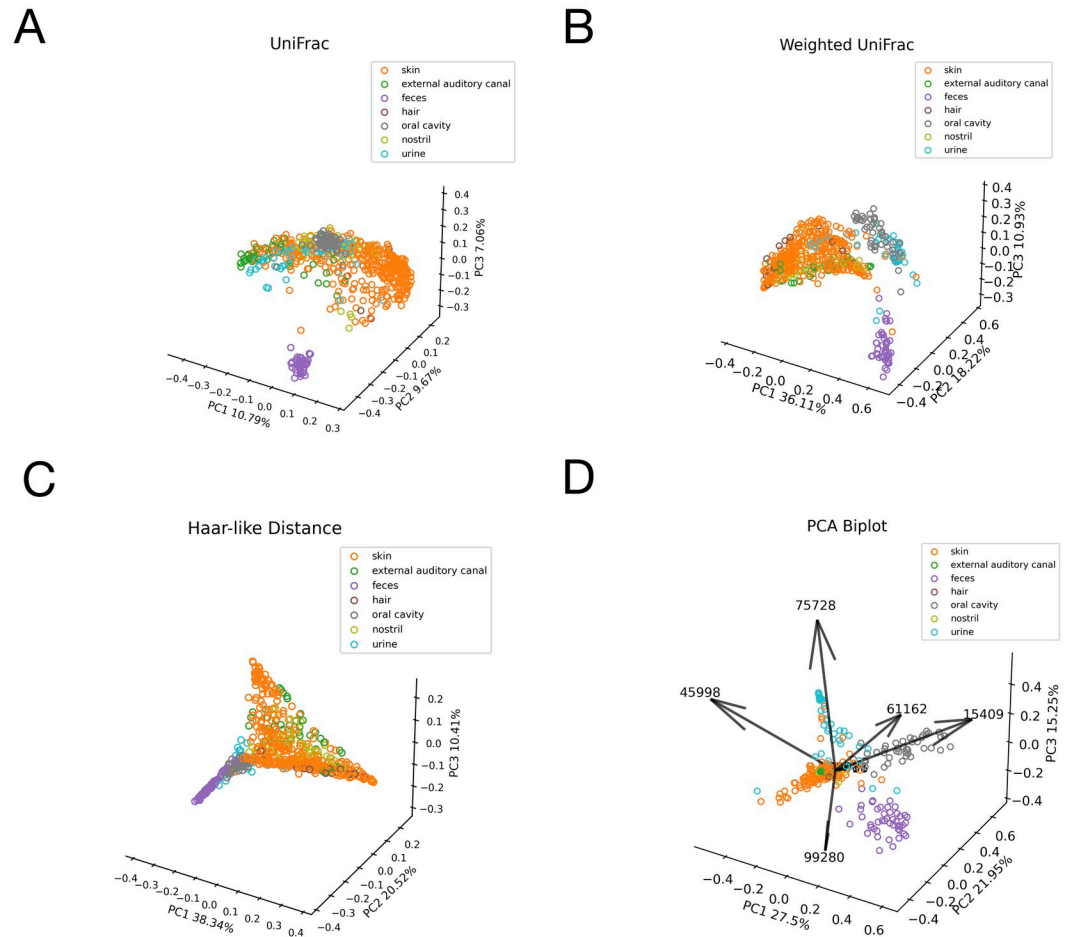 A
UniFrac
skin
external auditory canal
feces
hair
oral cavity
nostril
urine
0.4
0.3
0.2
0.1
0.0
−0.1
−0.2
−0.3
PC3 7.06%
−0.4
−0.3
−0.2
−0.1
0.0
0.1
0.2
0.3
PC1 10.79%
0.2
0.1
0.0
−0.1
−0.2
−0.3
−0.4
PC2 9.67%
B
Weighted UniFrac
skin
external auditory canal
feces
hair
oral cavity
nostril
urine
0.4
0.3
0.2
0.1
0.0
−0.1
−0.2
−0.3
PC3 10.93%
−0.4
−0.2
0.0
0.2
0.4
0.6
PC1 36.11%
0.6
0.4
0.2
0.0
−0.2
−0.4
PC2 18.22%
C
Haar-like Distance
skin
external auditory canal
feces
hair
oral cavity
nostril
urine
0.2
0.1
0.0
−0.1
−0.2
−0.3
PC3 10.41%
−0.4
−0.3
−0.2
−0.1
0.0
0.1
0.2
0.3
0.4
PC1 38.34%
0.2
0.1
0.0
−0.1
−0.2
−0.3
−0.4
PC2 20.52%
D
PCA Biplot
skin
external auditory canal
feces
hair
oral cavity
nostril
urine
75728
45998
61162
15409
99280
0.4
0.2
0.0
−0.2
−0.4
PC3 15.25%
−0.4
−0.2
0.0
0.2
0.4
0.6
PC1 27.5%
0.6
0.4
0.2
0.0
−0.2
−0.4
PC2 21.95%